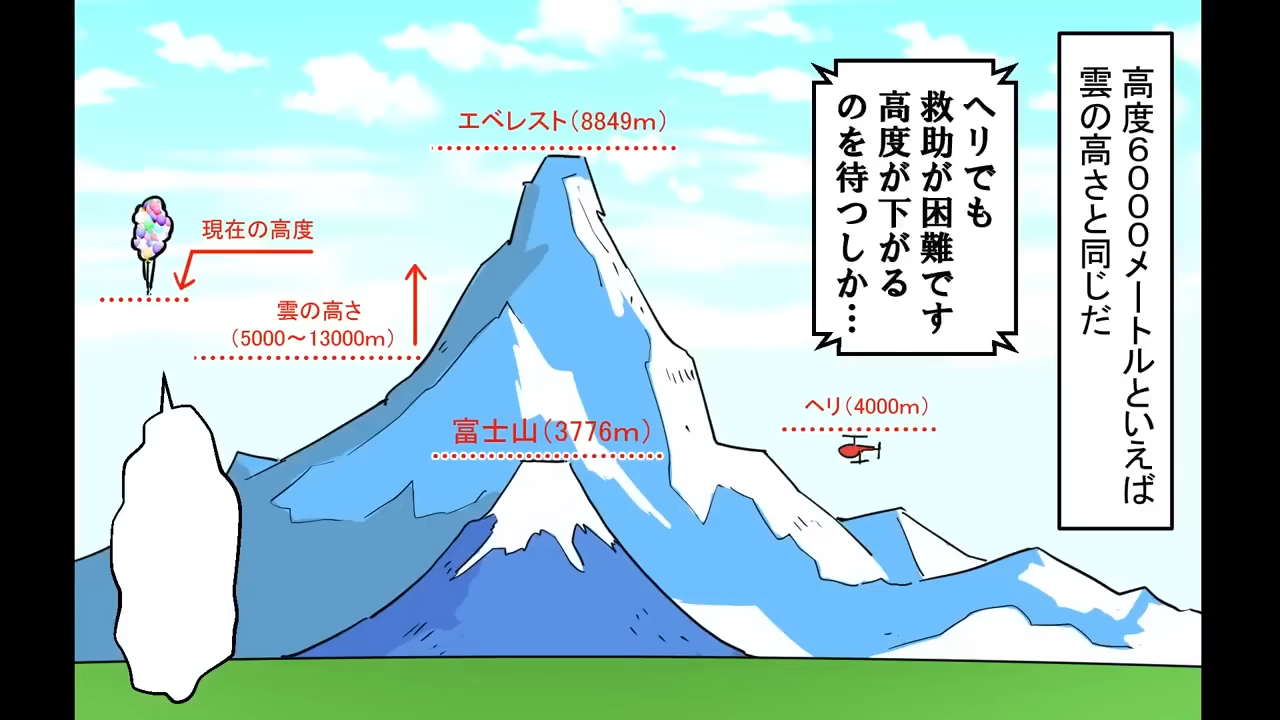 高度6000メートルといえば
雲の高さと同じだ
ヘリでも
救助が困難です
高度が下がる
のを待つしか…
エベレスト（8849m）
現在の高度
雲の高さ
（5000～13000m）
ヘリ（4000m）
富士山（3776m）